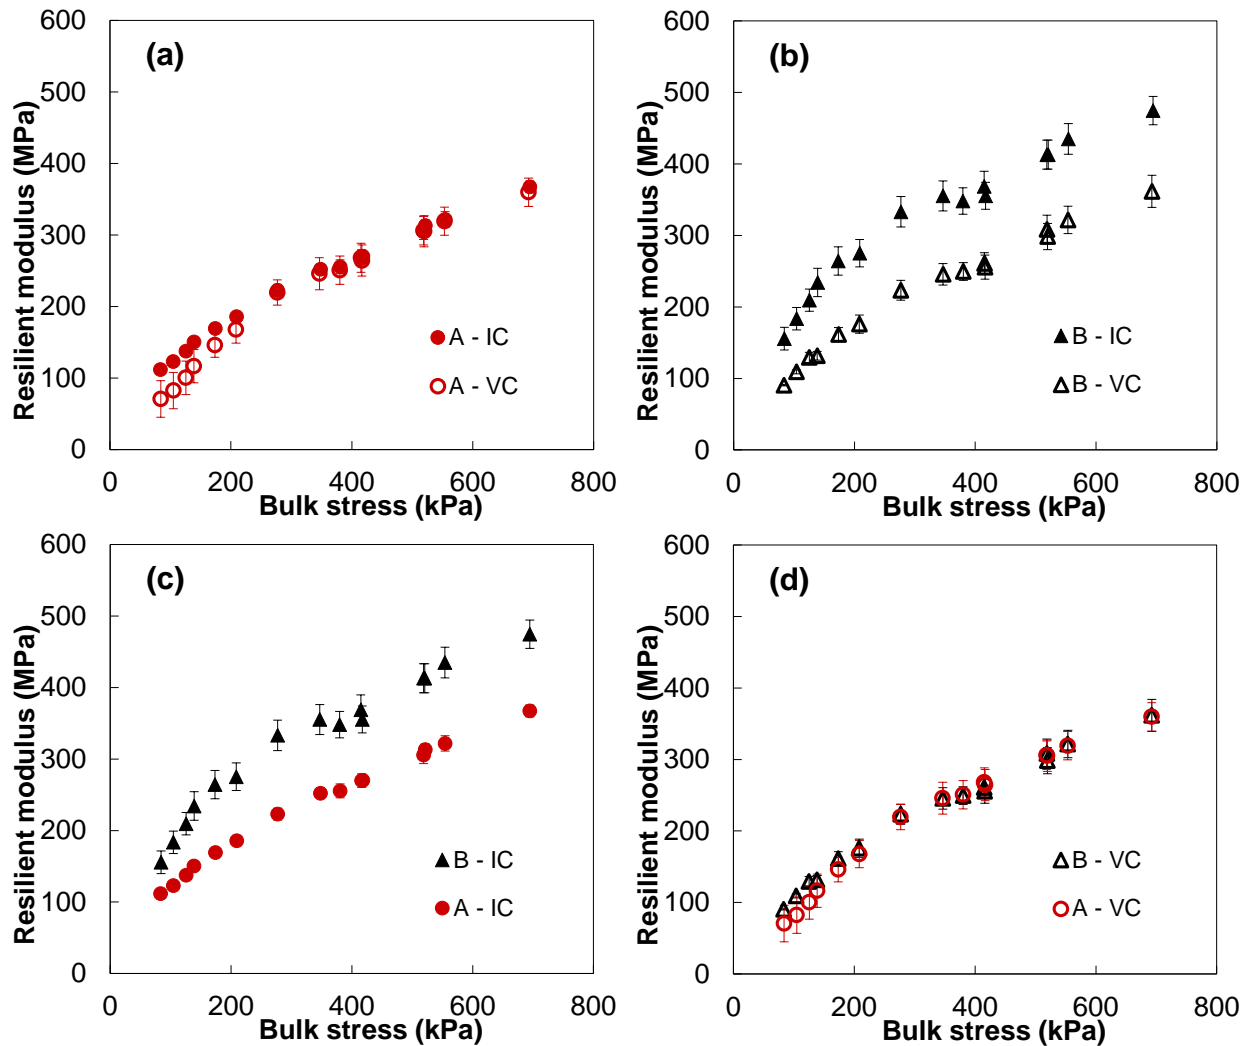 (a)
Resilient modulus (MPa)
600
500
400
300
200
100
0
A - IC
A - VC
0 200 400 600 800
Bulk stress (kPa)
(b)
Resilient modulus (MPa)
600
500
400
300
200
100
0
B - IC
B - VC
0 200 400 600 800
Bulk stress (kPa)
(c)
Resilient modulus (MPa)
600
500
400
300
200
100
0
B - IC
A - IC
0 200 400 600 800
Bulk stress (kPa)
(d)
Resilient modulus (MPa)
600
500
400
300
200
100
0
B - VC
A - VC
0 200 400 600 800
Bulk stress (kPa)